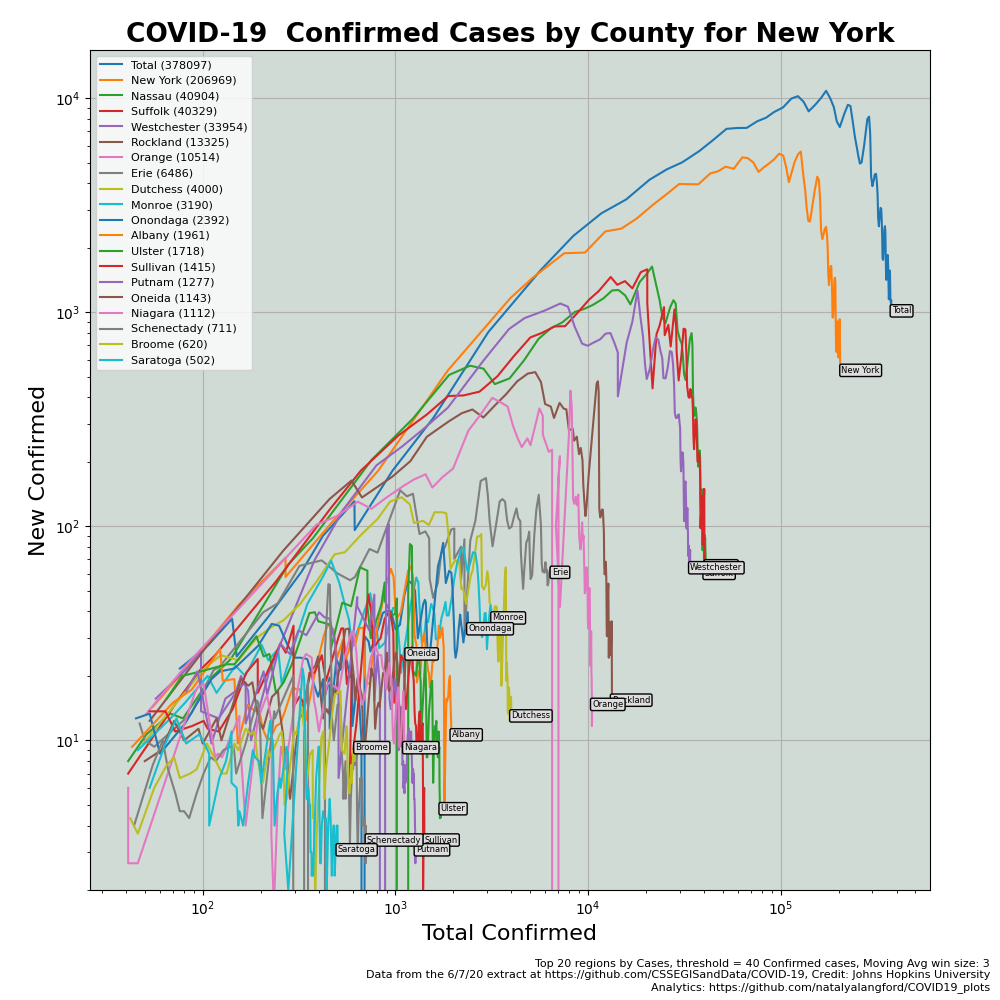 COVID-19  Confirmed Cases by County for New York
Total (378097)
New York (206969)
Nassau (40904)
Suffolk (40329)
Westchester (33954)
Rockland (13325)
Orange (10514)
Erie (6486)
Dutchess (4000)
Monroe (3190)
Onondaga (2392)
Albany (1961)
Ulster (1718)
Sullivan (1415)
Putnam (1277)
Oneida (1143)
Niagara (1112)
Schenectady (711)
Broome (620)
Saratoga (502)
New Confirmed
10⁴
10³
10²
10¹
Total
New York
Westchester
Erie
Monroe
Onondaga
Oneida
Orange
kland
Dutchess
Albany
Broome
Niagara
Ulster
Schenectady
Sullivan
Saratoga
Putnam
10²
10³
10⁴
10⁵
Total Confirmed
Top 20 regions by Cases, threshold = 40 Confirmed cases, Moving Avg win size: 3
Data from the 6/7/20 extract at https://github.com/CSSEGISandData/COVID-19, Credit: Johns Hopkins University
Analytics: https://github.com/natalyalangford/COVID19_plots